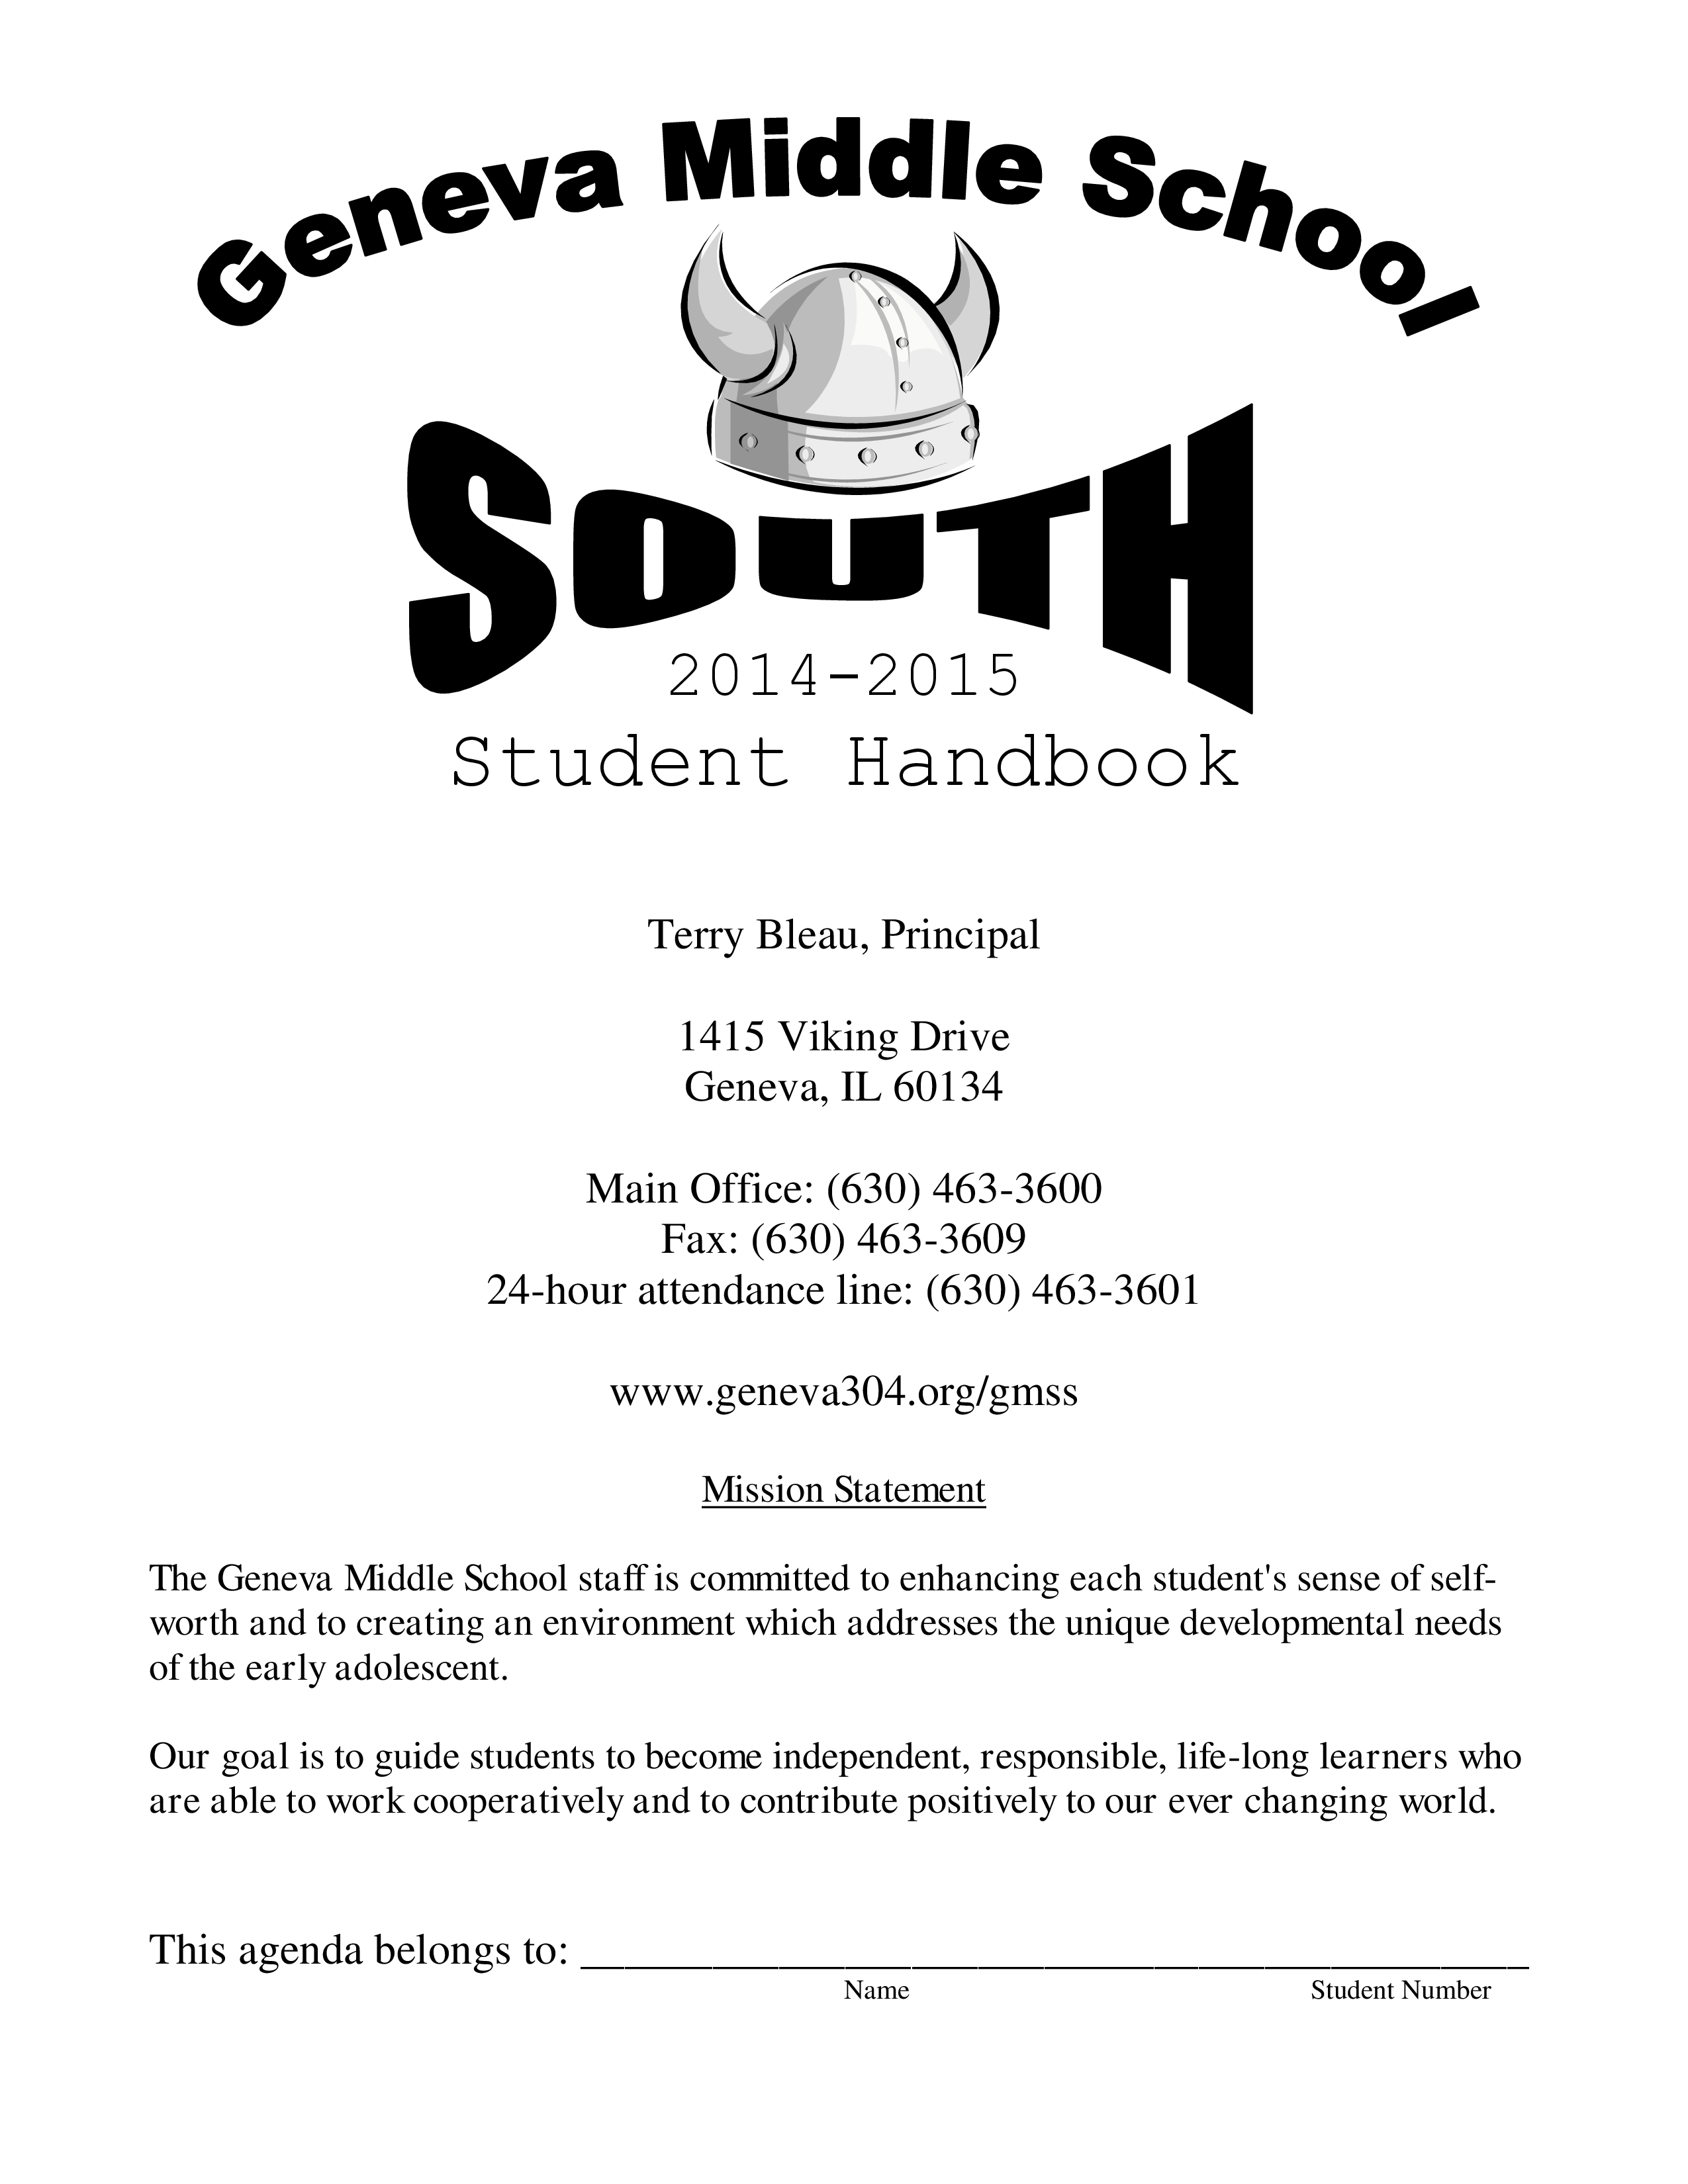 Geneva Middle School
SOUTH
2014-2015
Student Handbook
Terry Bleau, Principal
1415 Viking Drive
Geneva, IL 60134
Main Office: (630) 463-3600
Fax: (630) 463-3609
24-hour attendance line: (630) 463-3601
www.geneva304.org/gmss
Mission Statement
The Geneva Middle School staff is committed to enhancing each student's sense of self-
worth and to creating an environment which addresses the unique developmental needs
of the early adolescent.
Our goal is to guide students to become independent, responsible, life-long learners who
are able to work cooperatively and to contribute positively to our ever changing world.
This agenda belongs to: ________________________________________
Name Student Number